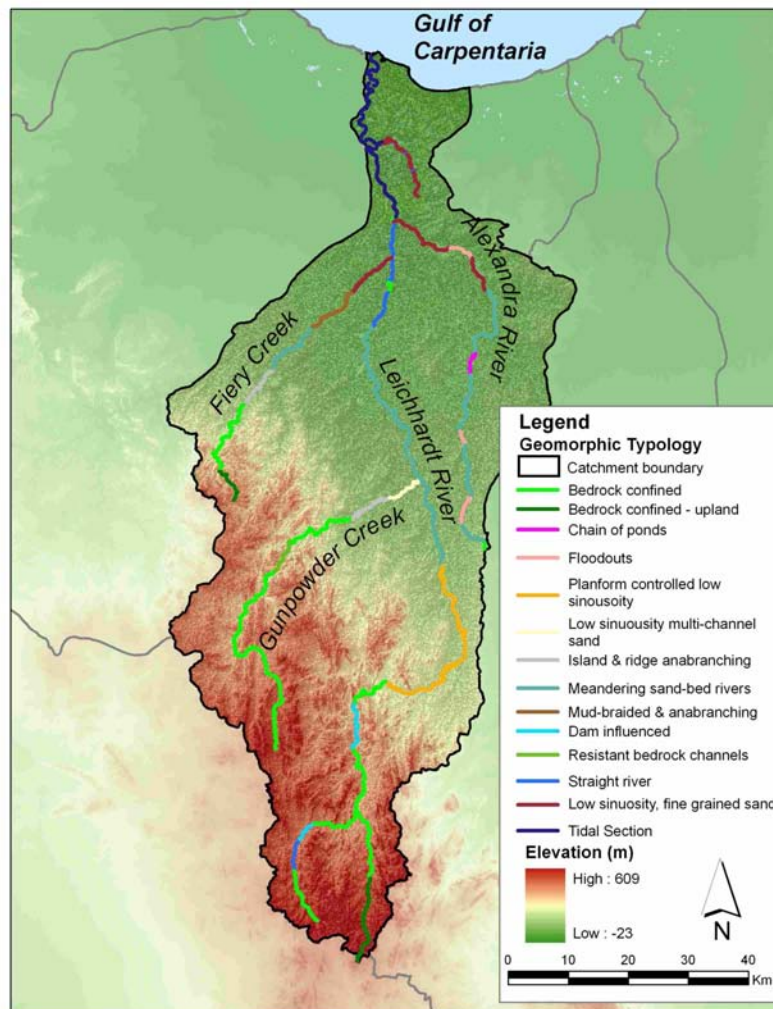 Gulf of
Carpentaria
Alexandra River
Fiery Creek
Leichhardt River
Gunpowder Creek
Legend
Geomorphic Typology
Catchment boundary
Bedrock confined
Bedrock confined - upland
Chain of ponds
Floodouts
Planform controlled low
sinousoity
Low sinuousity multi-channel
sand
Island & ridge anabranching
Meandering sand-bed rivers
Mud-braided & anabranching
Dam influenced
Resistant bedrock channels
Straight river
Low sinuosity, fine grained sand
Tidal Section
Elevation (m)
High : 609
Low : -23
N
0 10 20 30 40
Km